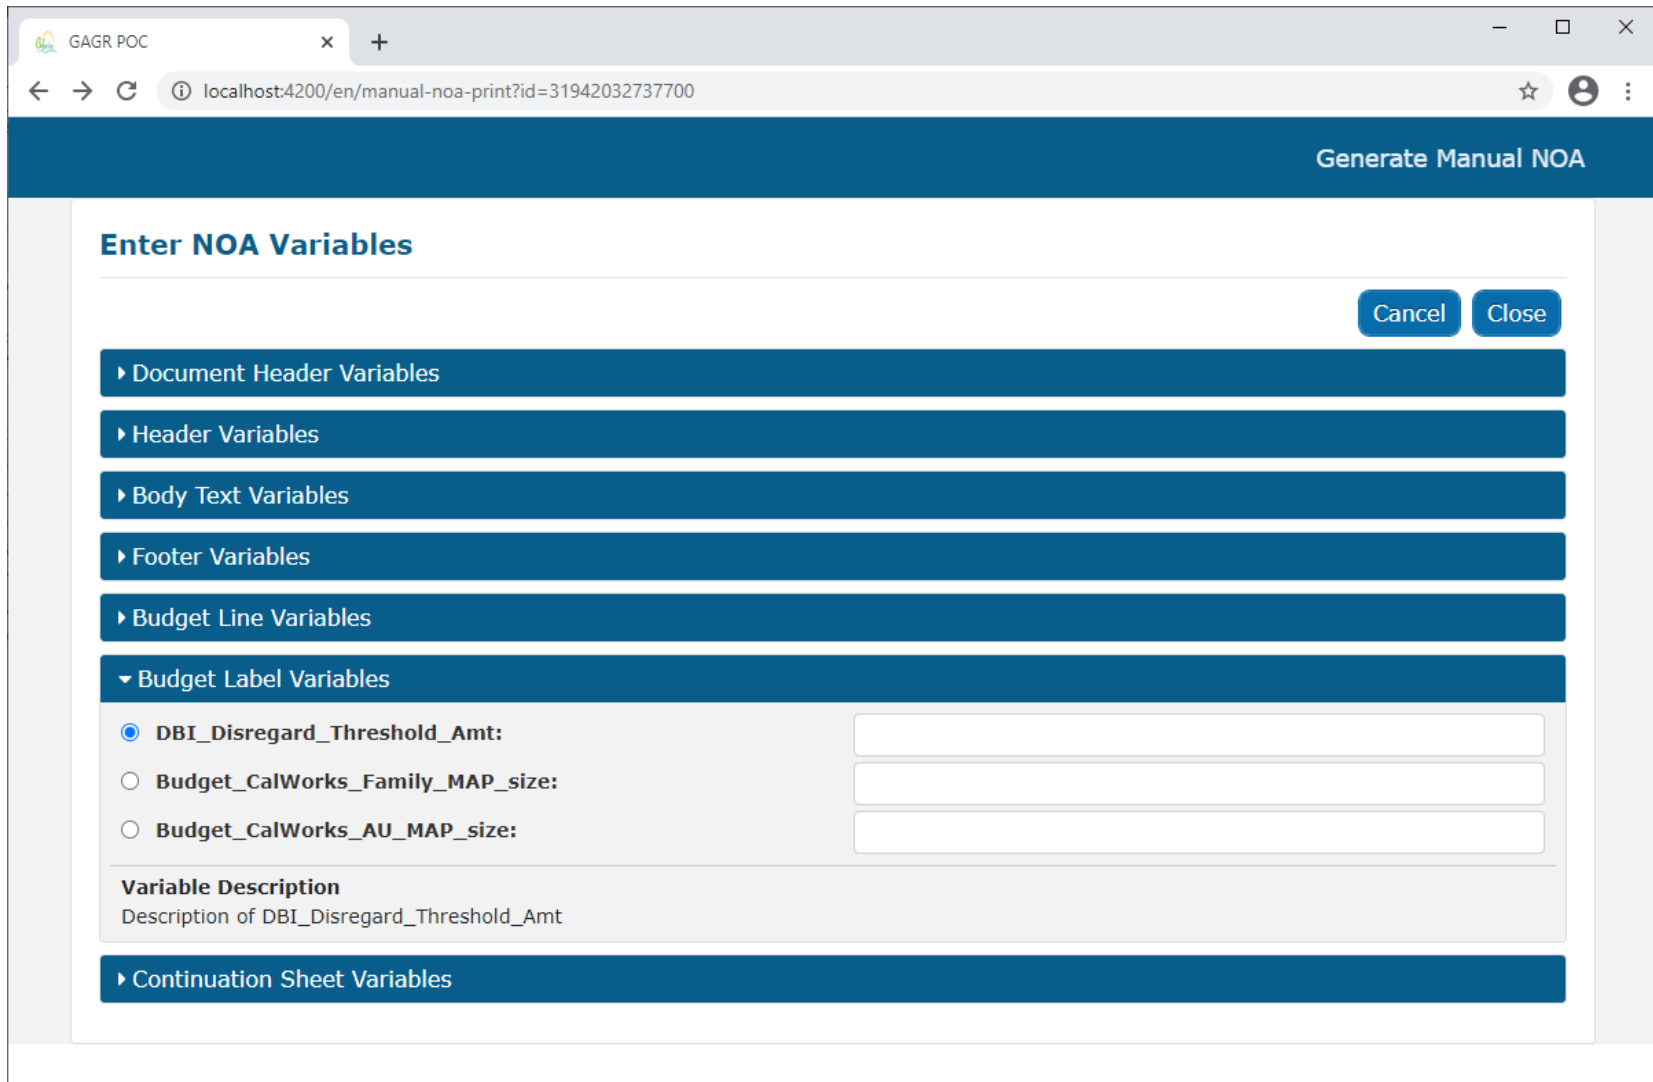 GAGR POC
localhost:4200/en/manual-noa-print?id=31942032737700
Generate Manual NOA
Enter NOA Variables
Cancel Close
Document Header Variables
Header Variables
Body Text Variables
Footer Variables
Budget Line Variables
Budget Label Variables
DBI_Disregard_Threshold_Amt:
Budget_CalWorks_Family_MAP_size:
Budget_CalWorks_AU_MAP_size:
Variable Description
Description of DBI_Disregard_Threshold_Amt
Continuation Sheet Variables